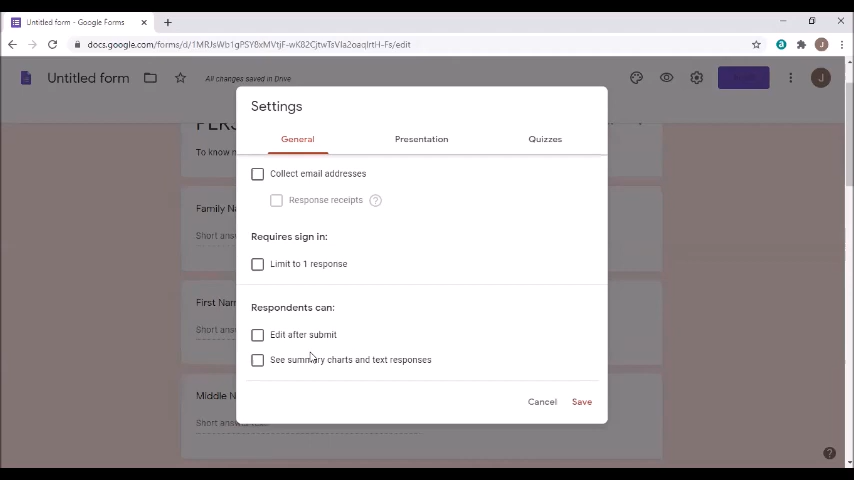 Untitled form - Google Forms
docs.google.com/forms/d/1MRJsWb1gPSY8xMVtjF-wK82CjtwTsVIa2oaqIrtH-Fs/edit
Untitled form
All changes saved in Drive
J
J
Settings
General
Presentation
Quizzes
To know m
Collect email addresses
Response receipts
?
Family Na
Short answ
Requires sign in:
Limit to 1 response
First Nam
Short answ
Respondents can:
Edit after submit
See summary charts and text responses
Middle N
Short answ
Cancel
Save
?